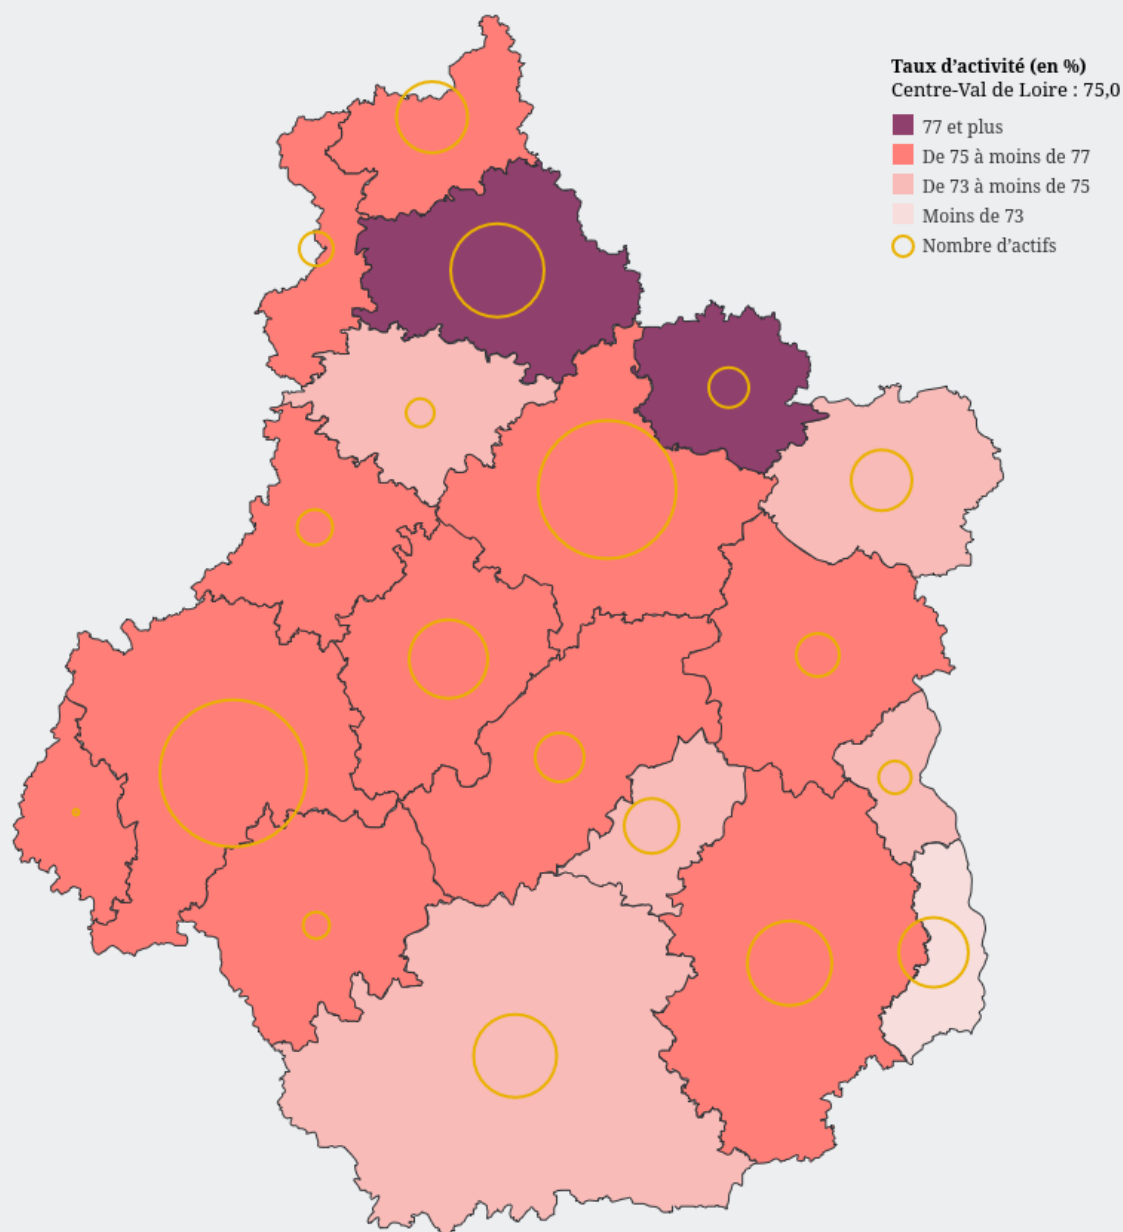 Taux d’activité (en %)
Centre-Val de Loire : 75,0
77 et plus
De 75 à moins de 77
De 73 à moins de 75
Moins de 73
Nombre d’actifs